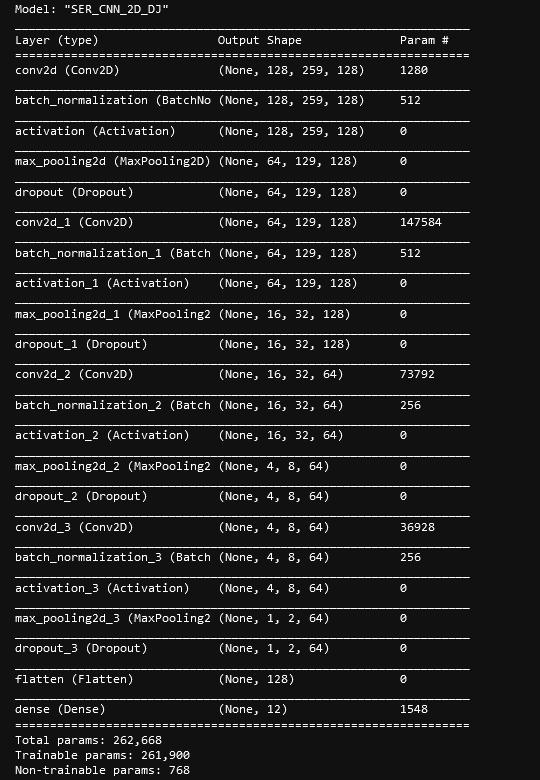 Model: "SER_CNN_2D_DJ"
Layer (type) Output Shape Param #
conv2d (Conv2D) (None, 128, 259, 128) 1280
batch_normalization (BatchNo (None, 128, 259, 128) 512
activation (Activation) (None, 128, 259, 128) 0
max_pooling2d (MaxPooling2D) (None, 64, 129, 128) 0
dropout (Dropout) (None, 64, 129, 128) 0
conv2d_1 (Conv2D) (None, 64, 129, 128) 147584
batch_normalization_1 (Batch (None, 64, 129, 128) 512
activation_1 (Activation) (None, 64, 129, 128) 0
max_pooling2d_1 (MaxPooling2 (None, 16, 32, 128) 0
dropout_1 (Dropout) (None, 16, 32, 128) 0
conv2d_2 (Conv2D) (None, 16, 32, 64) 73792
batch_normalization_2 (Batch (None, 16, 32, 64) 256
activation_2 (Activation) (None, 16, 32, 64) 0
max_pooling2d_2 (MaxPooling2 (None, 4, 8, 64) 0
dropout_2 (Dropout) (None, 4, 8, 64) 0
conv2d_3 (Conv2D) (None, 4, 8, 64) 36928
batch_normalization_3 (Batch (None, 4, 8, 64) 256
activation_3 (Activation) (None, 4, 8, 64) 0
max_pooling2d_3 (MaxPooling2 (None, 1, 2, 64) 0
dropout_3 (Dropout) (None, 1, 2, 64) 0
flatten (Flatten) (None, 128) 0
dense (Dense) (None, 12) 1548
Total params: 262,668
Trainable params: 261,900
Non-trainable params: 768